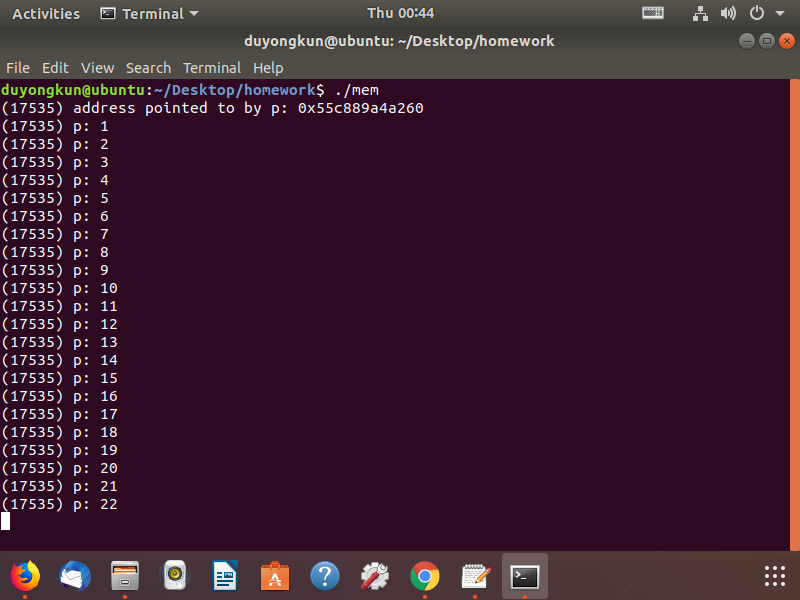 Activities Terminal Thu 00:44
duyongkun@ubuntu: ~/Desktop/homework
File Edit View Search Terminal Help
duyongkun@ubuntu:~/Desktop/homework$ ./mem
(17535) address pointed to by p: 0x55c889a4a260
(17535) p: 1
(17535) p: 2
(17535) p: 3
(17535) p: 4
(17535) p: 5
(17535) p: 6
(17535) p: 7
(17535) p: 8
(17535) p: 9
(17535) p: 10
(17535) p: 11
(17535) p: 12
(17535) p: 13
(17535) p: 14
(17535) p: 15
(17535) p: 16
(17535) p: 17
(17535) p: 18
(17535) p: 19
(17535) p: 20
(17535) p: 21
(17535) p: 22